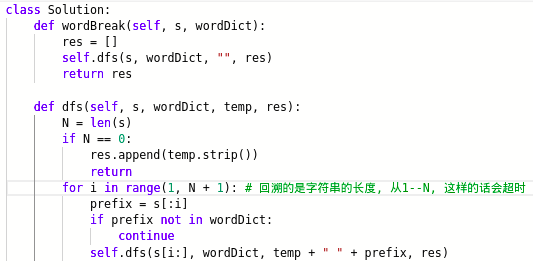 class Solution:
    def wordBreak(self, s, wordDict):
        res = []
        self.dfs(s, wordDict, "", res)
        return res

    def dfs(self, s, wordDict, temp, res):
        N = len(s)
        if N == 0:
            res.append(temp.strip())
            return
        for i in range(1, N + 1): # 回溯的是字符串的长度, 从1--N, 这样的话会超时
            prefix = s[:i]
            if prefix not in wordDict:
                continue
            self.dfs(s[i:], wordDict, temp + " " + prefix, res)